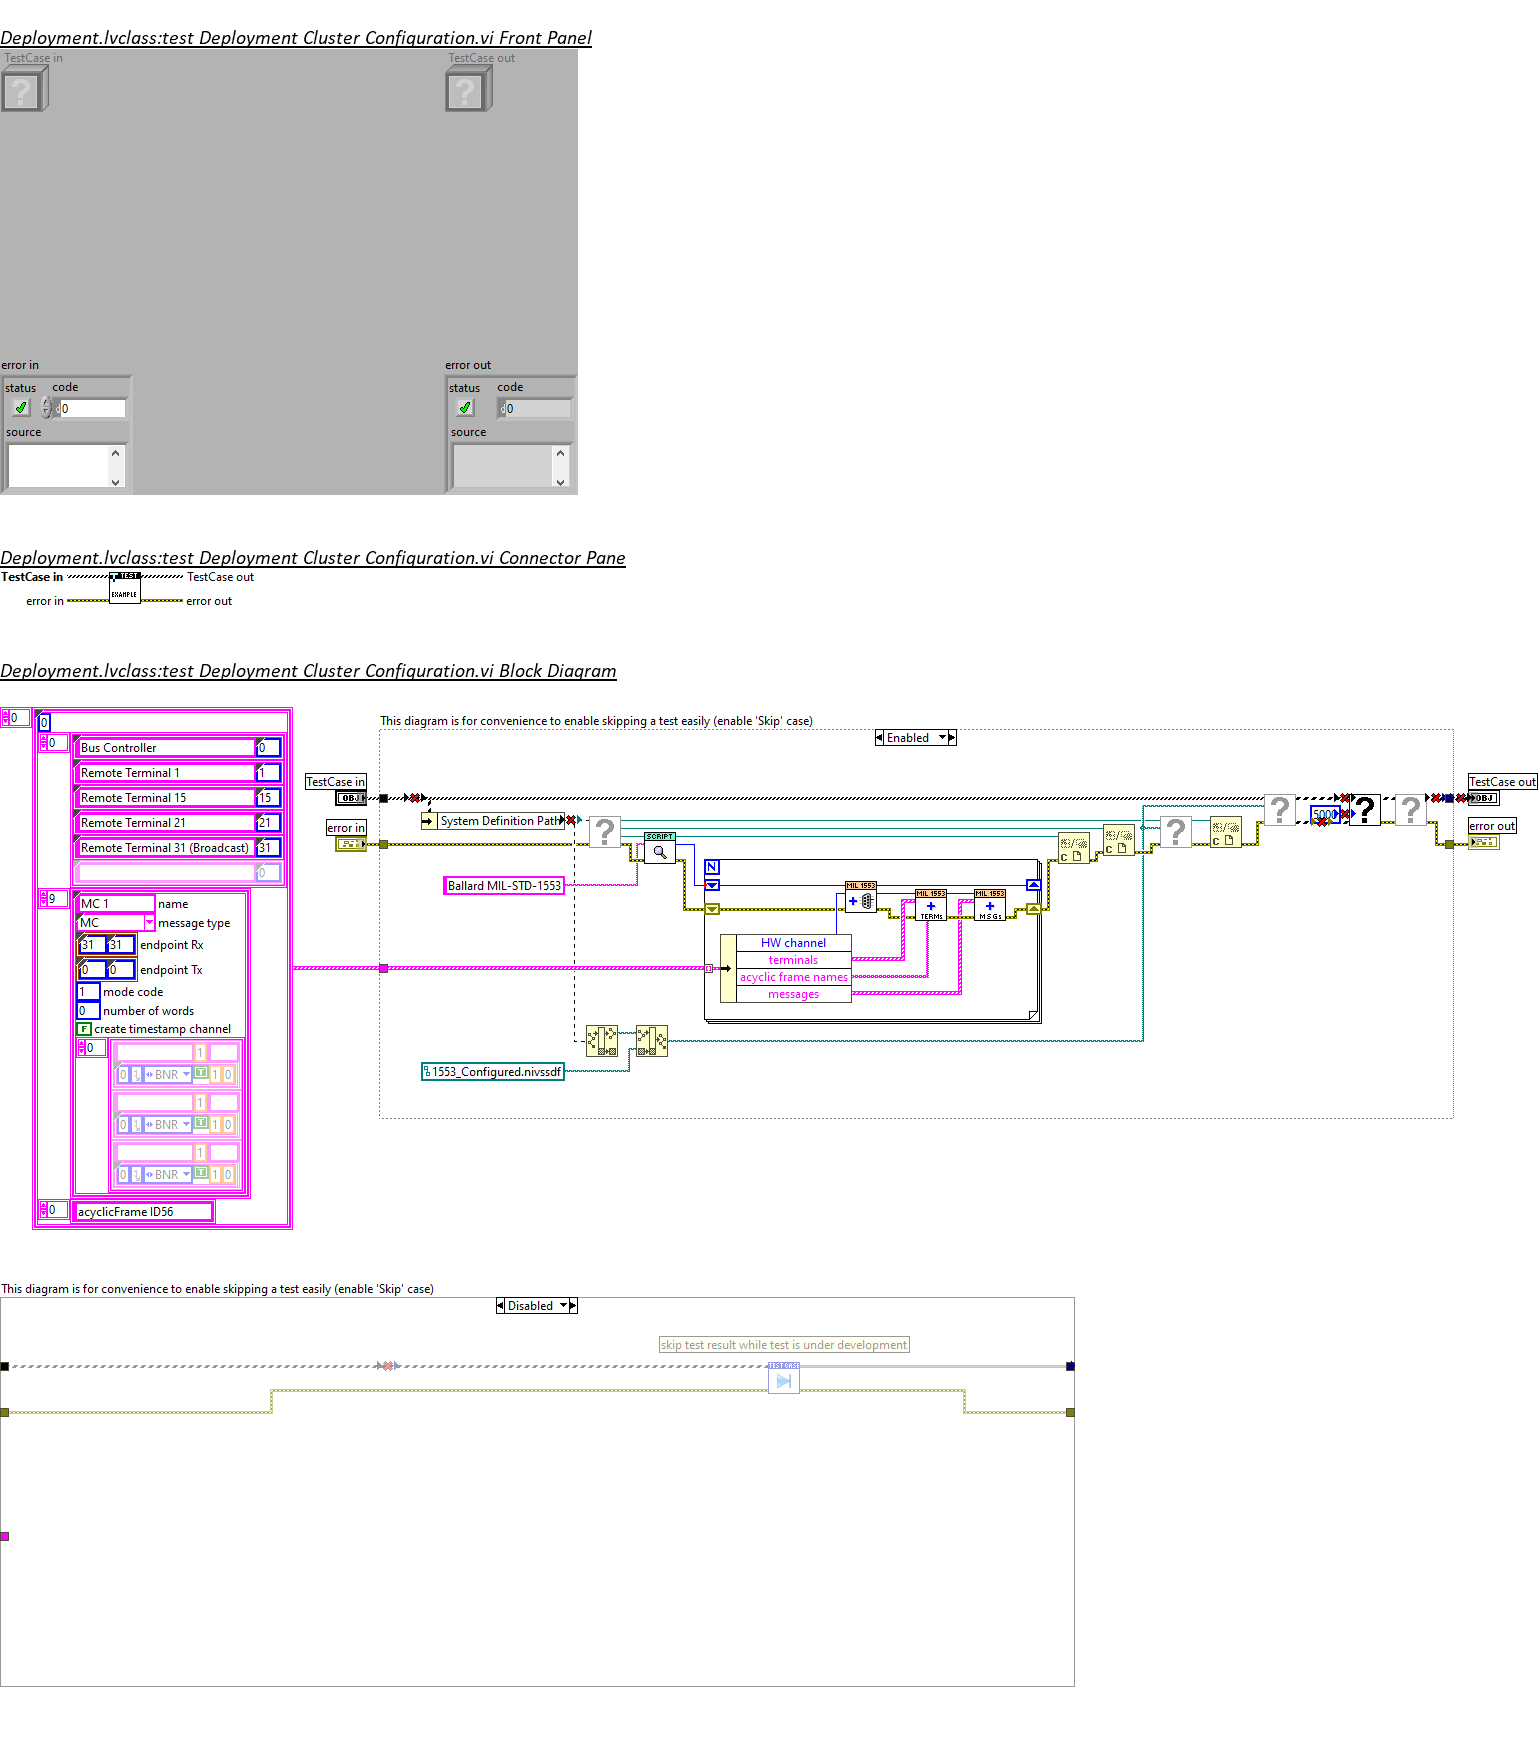 Deployment.lvclass:test Deployment Cluster Configuration.vi Front Panel
TestCase in
TestCase out
?
?
error in
error out
status
code
status
code
d 0
d 0
source
source
Deployment.lvclass:test Deployment Cluster Configuration.vi Connector Pane
TestCase in
TEST
TestCase out
EXAMPLE
error in
error out
Deployment.lvclass:test Deployment Cluster Configuration.vi Block Diagram
0
0
0
Bus Controller 0
Remote Terminal 1 1
Remote Terminal 15 15
Remote Terminal 21 21
Remote Terminal 31 (Broadcast) 31
0
9
MC 1 name
MC message type
31 31 endpoint Rx
0 0 endpoint Tx
1 mode code
0 number of words
F create timestamp channel
0
1
0 BNR T 1 0
1
0 BNR T 1 0
1
0 BNR T 1 0
0
acyclicFrame ID56
This diagram is for convenience to enable skipping a test easily (enable 'Skip' case)
Enabled
TestCase in
OBJ
error in
System Definition Path
?
SCRIPT
Ballard MIL-STD-1553
N
MIL 1553
MIL 1553
TERMs
MIL 1553
MSGs
HW channel
terminals
acyclic frame names
messages
1553_Configured.nivssdf
C
C
?
C
?
5000
?
?
TestCase out
OBJ
error out
This diagram is for convenience to enable skipping a test easily (enable 'Skip' case)
Disabled
skip test result while test is under development
TEST CASE